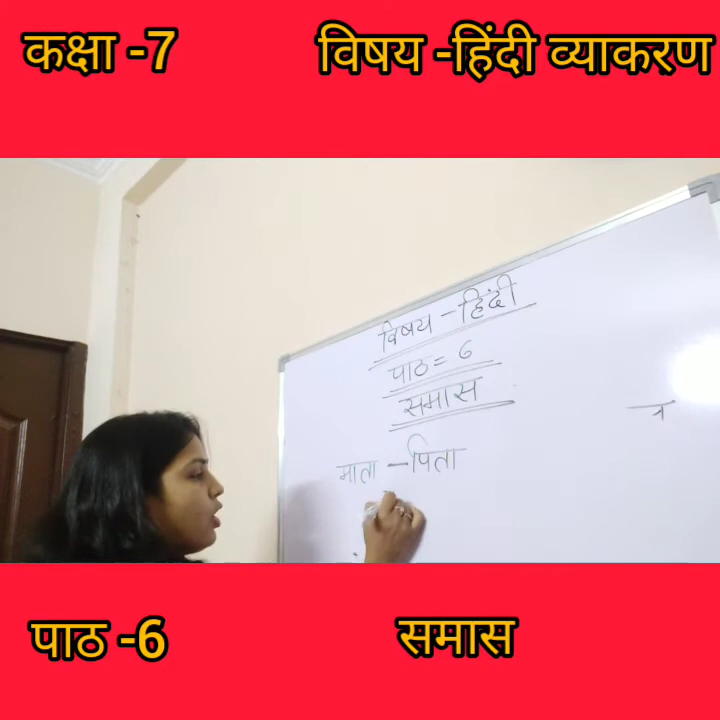 कक्षा -7
विषय -हिंदी व्याकरण
विषय - हिंदी
पाठ = 6
समास
माता - पिता
पाठ -6
समास